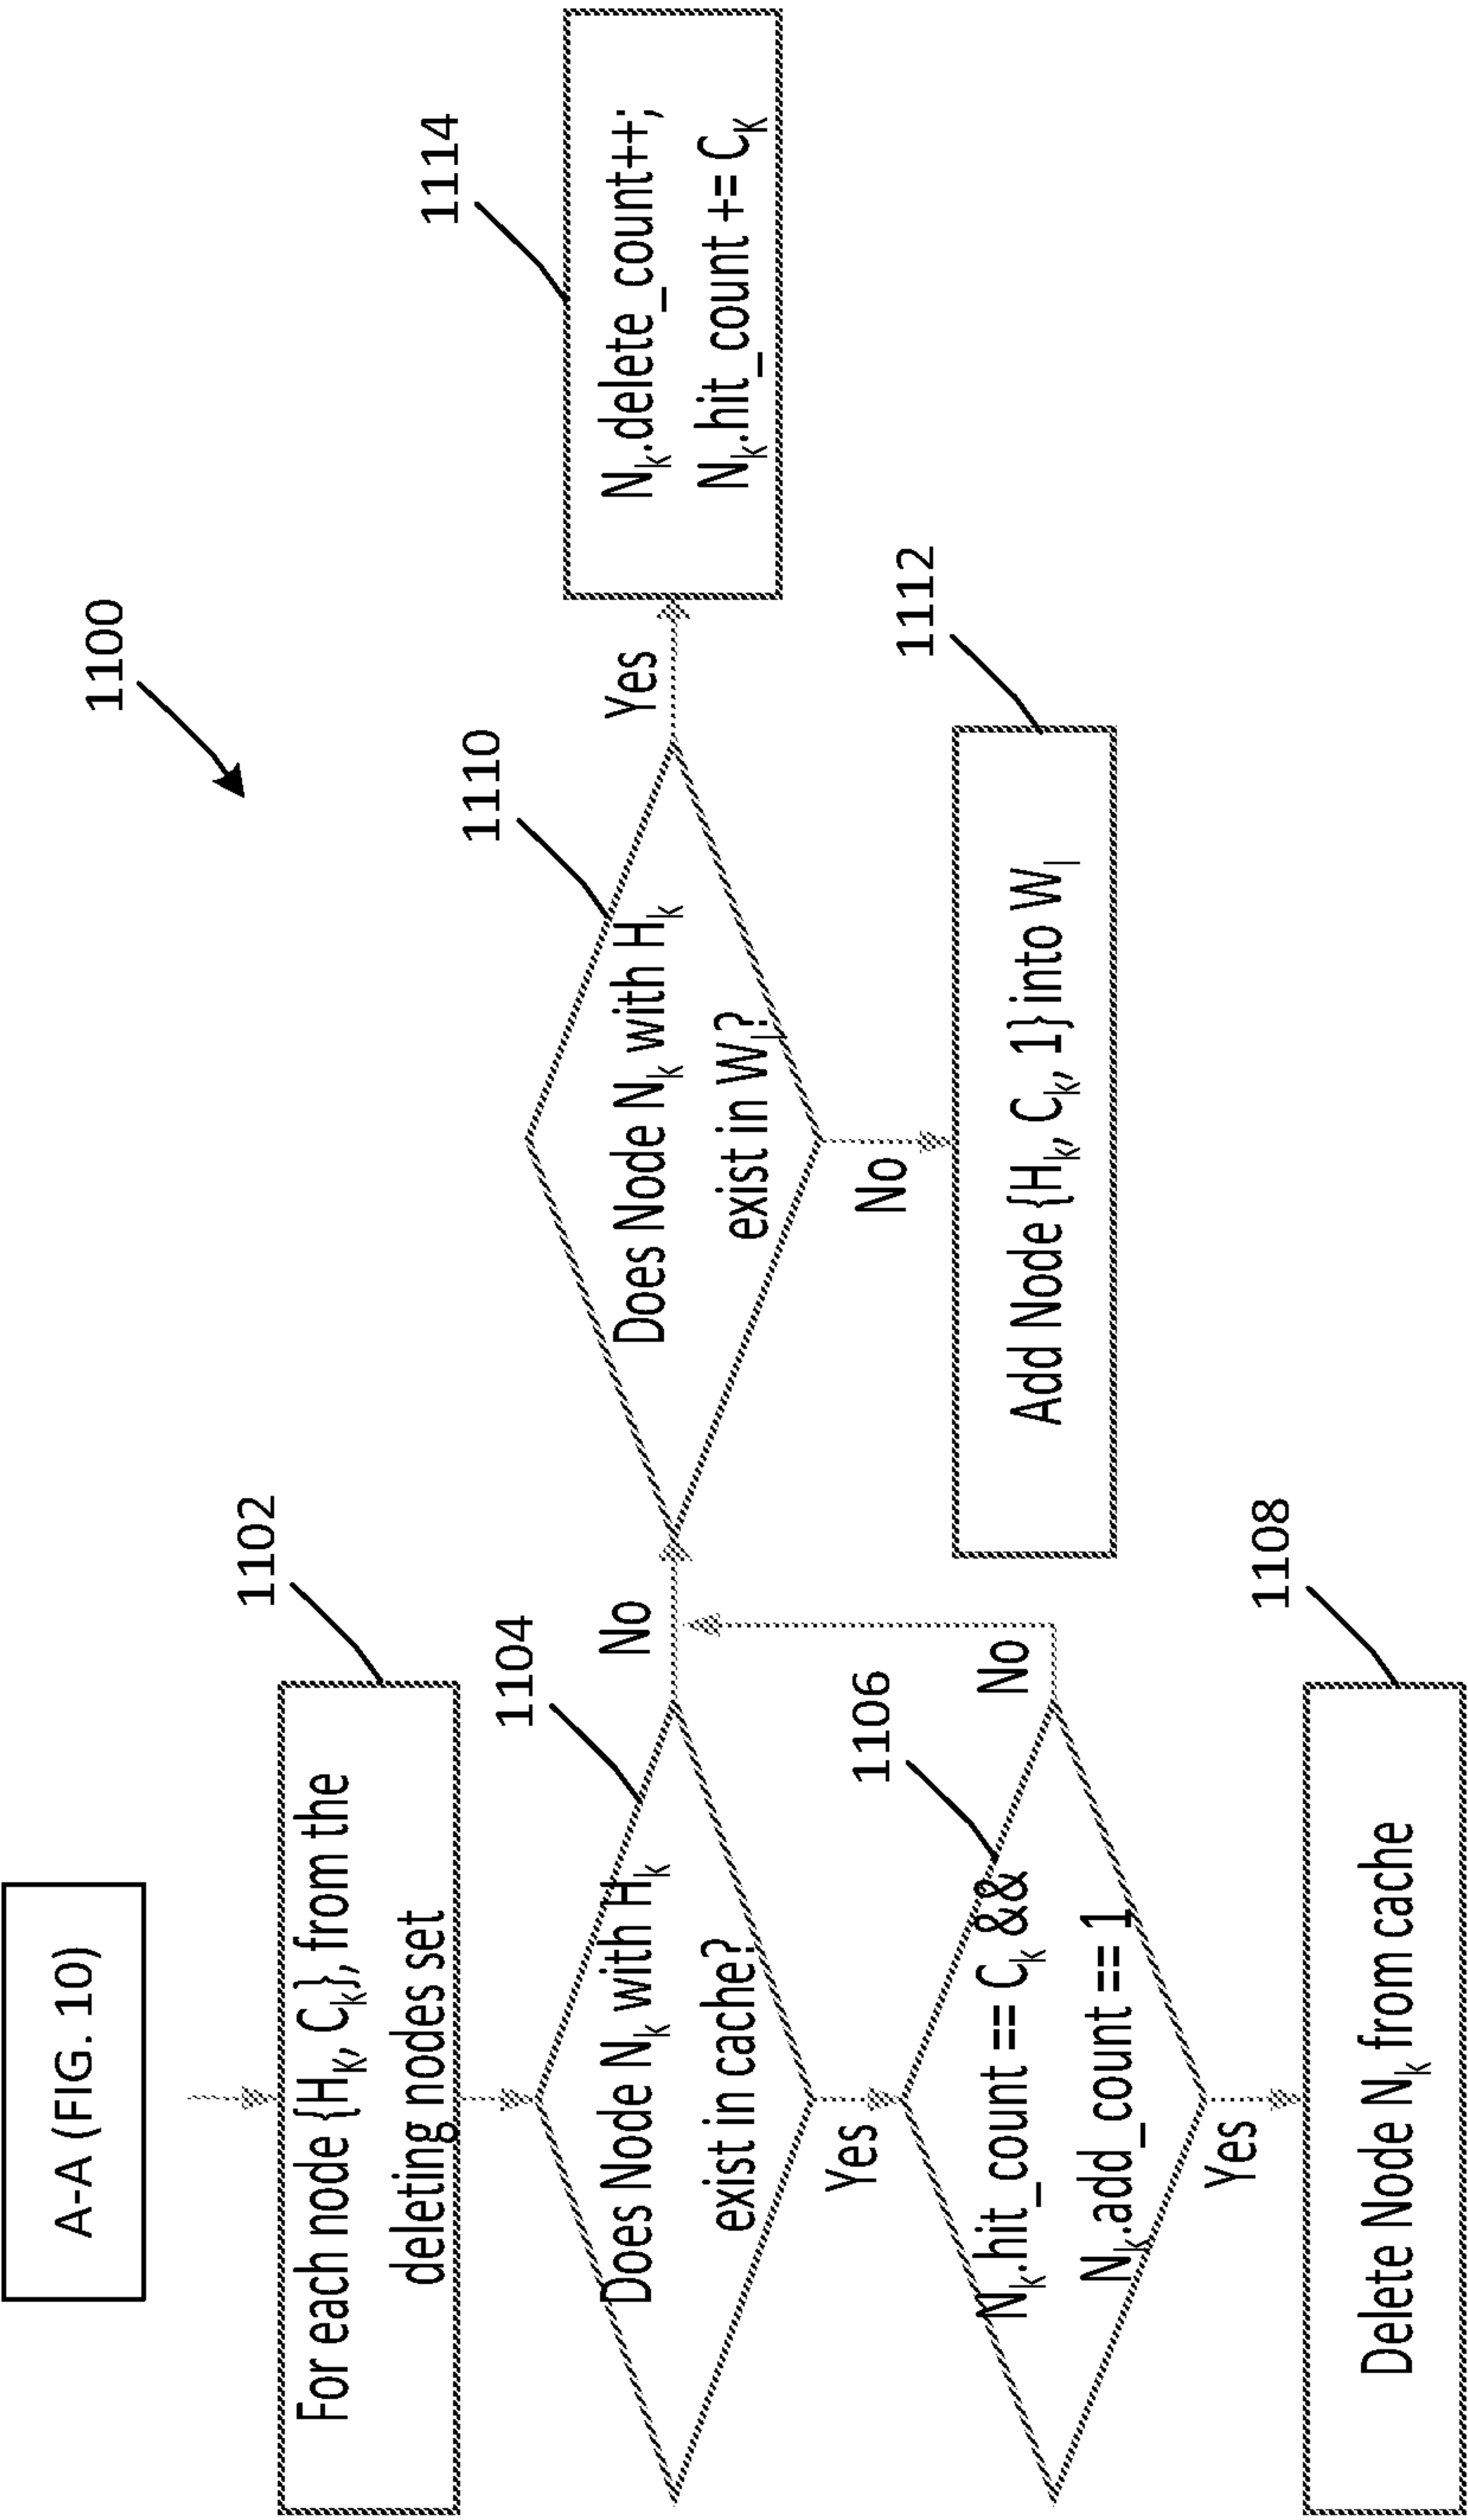 1100
A-A (FIG. 10)
1102
For each node {Hₖ, Cₖ}, from the
deleting nodes set
1104
Does Node Nₖ with Hₖ
exist in cache?
No
Yes
1106
Nₖ.hit_count == Cₖ &&
Nₖ.add_count == 1
No
Yes
1108
Delete Node Nₖ from cache
1110
Does Node Nₖ with Hₖ
exist in Wᵢ?
Yes
No
1112
Add Node {Hₖ, Cₖ, 1} into Wᵢ
1114
Nₖ.delete_count++;
Nₖ.hit_count += Cₖ